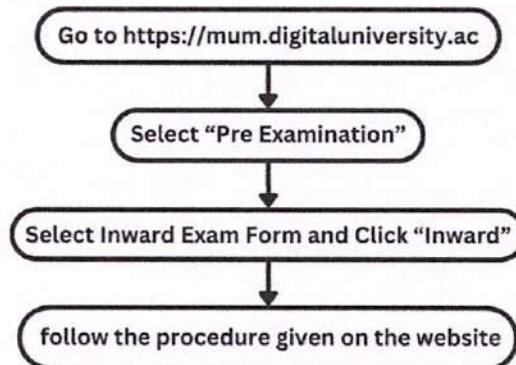 Go to https://mum.digitaluniversity.ac
Select “Pre Examination”
Select Inward Exam Form and Click “Inward”
follow the procedure given on the website